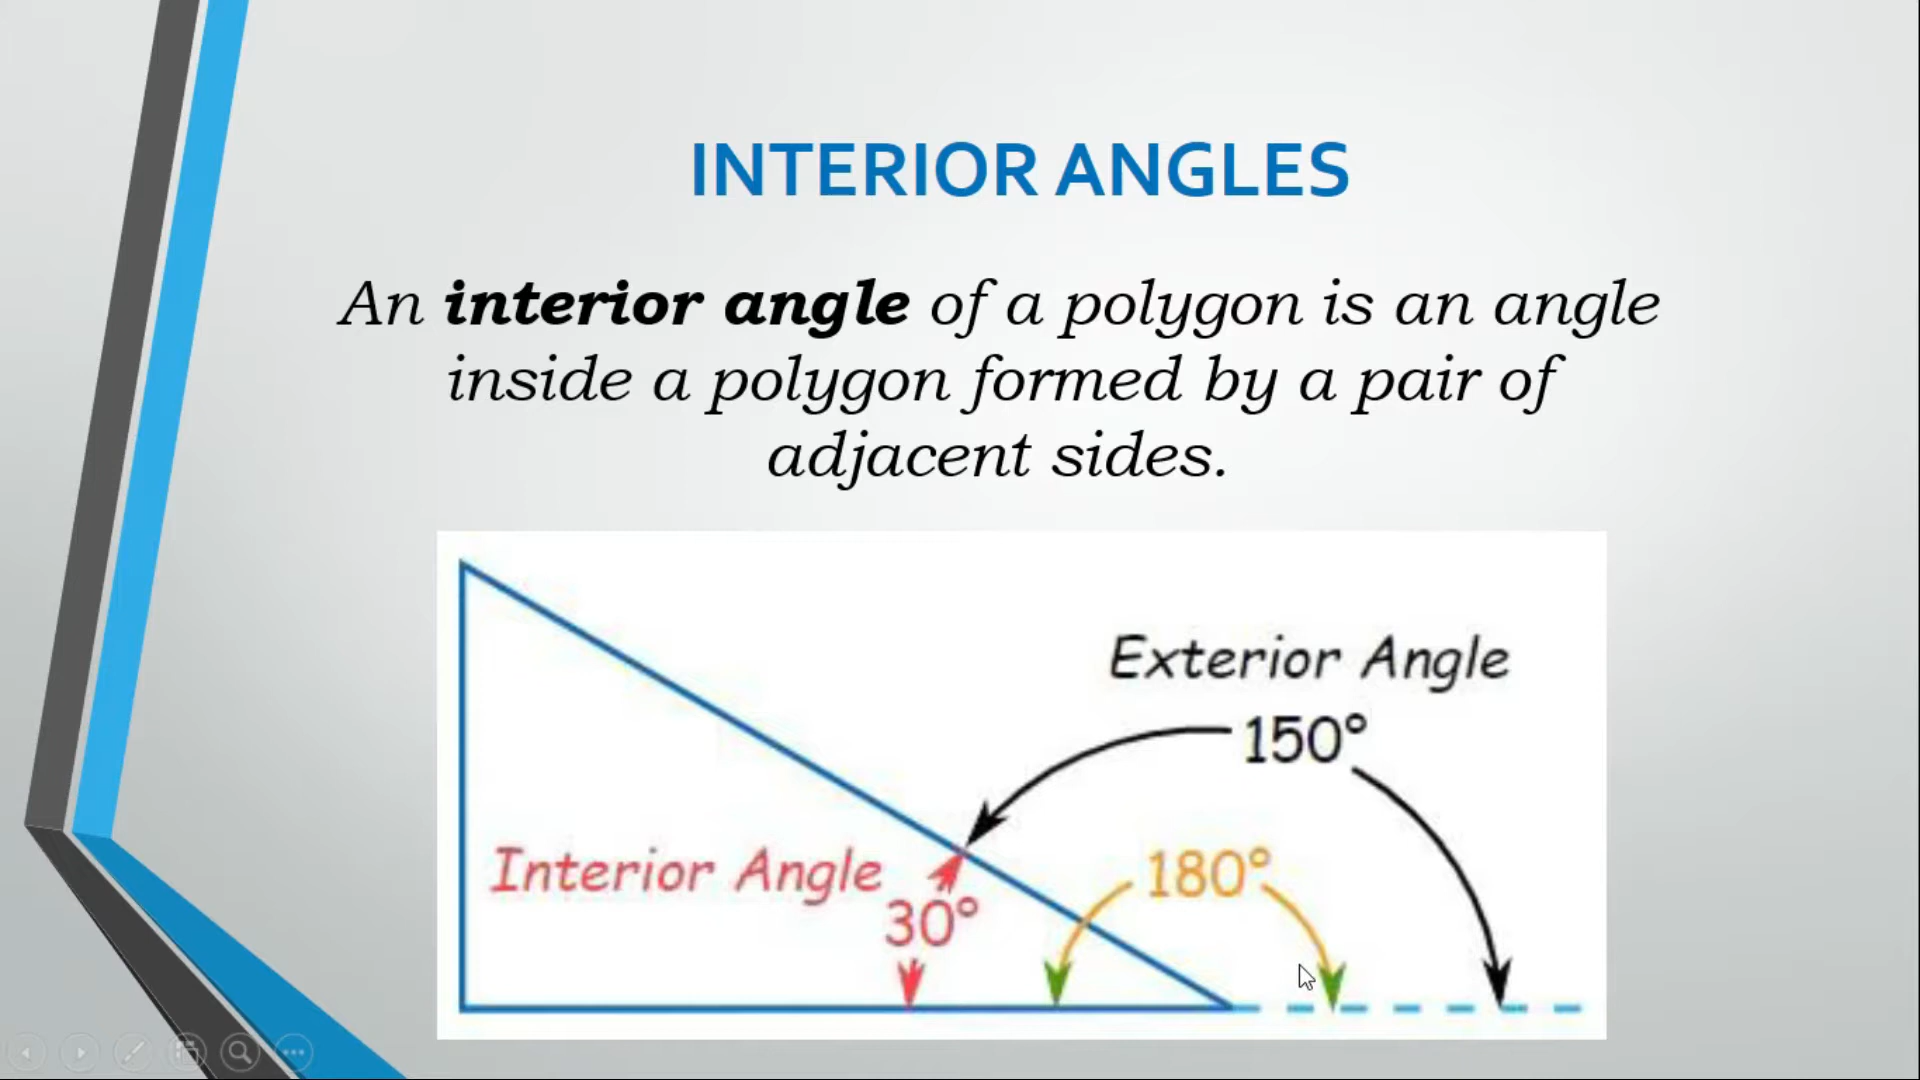 INTERIOR ANGLES
An interior angle of a polygon is an angle
inside a polygon formed by a pair of
adjacent sides.
Exterior Angle
150°
Interior Angle
180°
30°